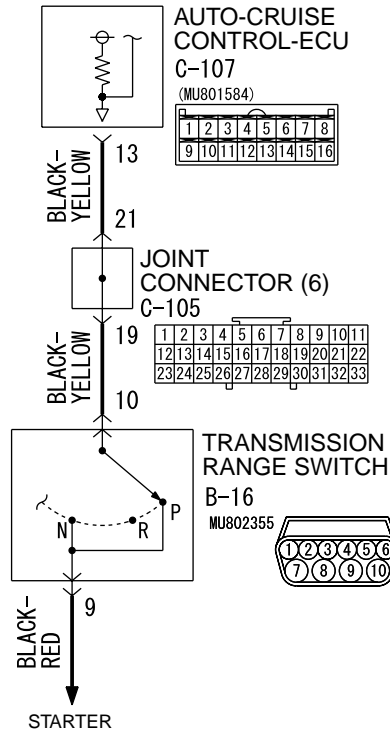 AUTO-CRUISE
CONTROL-ECU
C-107
(MU801584)
1 2 3 4 5 6 7 8
9 10 11 12 13 14 15 16
13
BLACK-
YELLOW
21
JOINT
CONNECTOR (6)
C-105
19
1 2 3 4 5 6 7 8 9 10 11
12 13 14 15 16 17 18 19 20 21 22
23 24 25 26 27 28 29 30 31 32 33
BLACK-
YELLOW
10
TRANSMISSION
RANGE SWITCH
B-16
MU802355
1 2 3 4 5 6
7 8 9 10
N R P
9
BLACK-
RED
STARTER